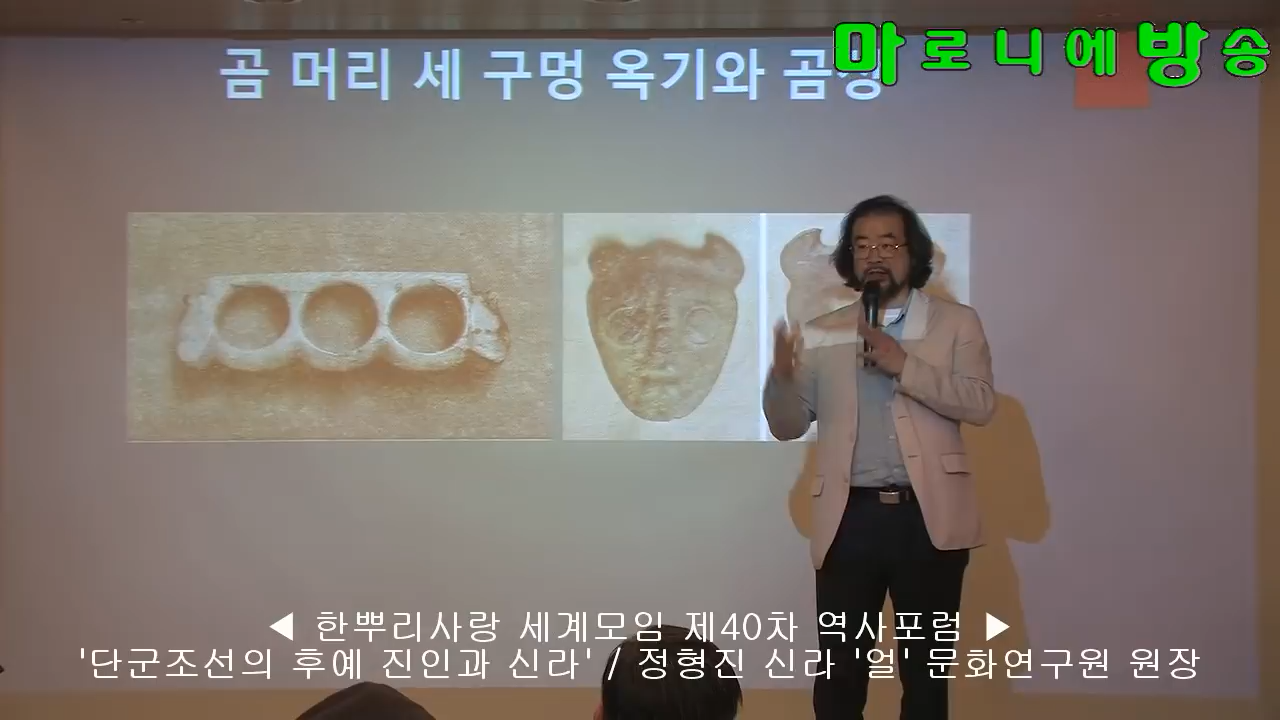 곰 머리 세 구멍 옥기와
마로니에방송
◀ 한뿌리사랑 세계모임 제40차 역사포럼 ▶
'단군조선의 후예 진인과 신라' / 정형진 신라 '얼' 문화연구원 원장